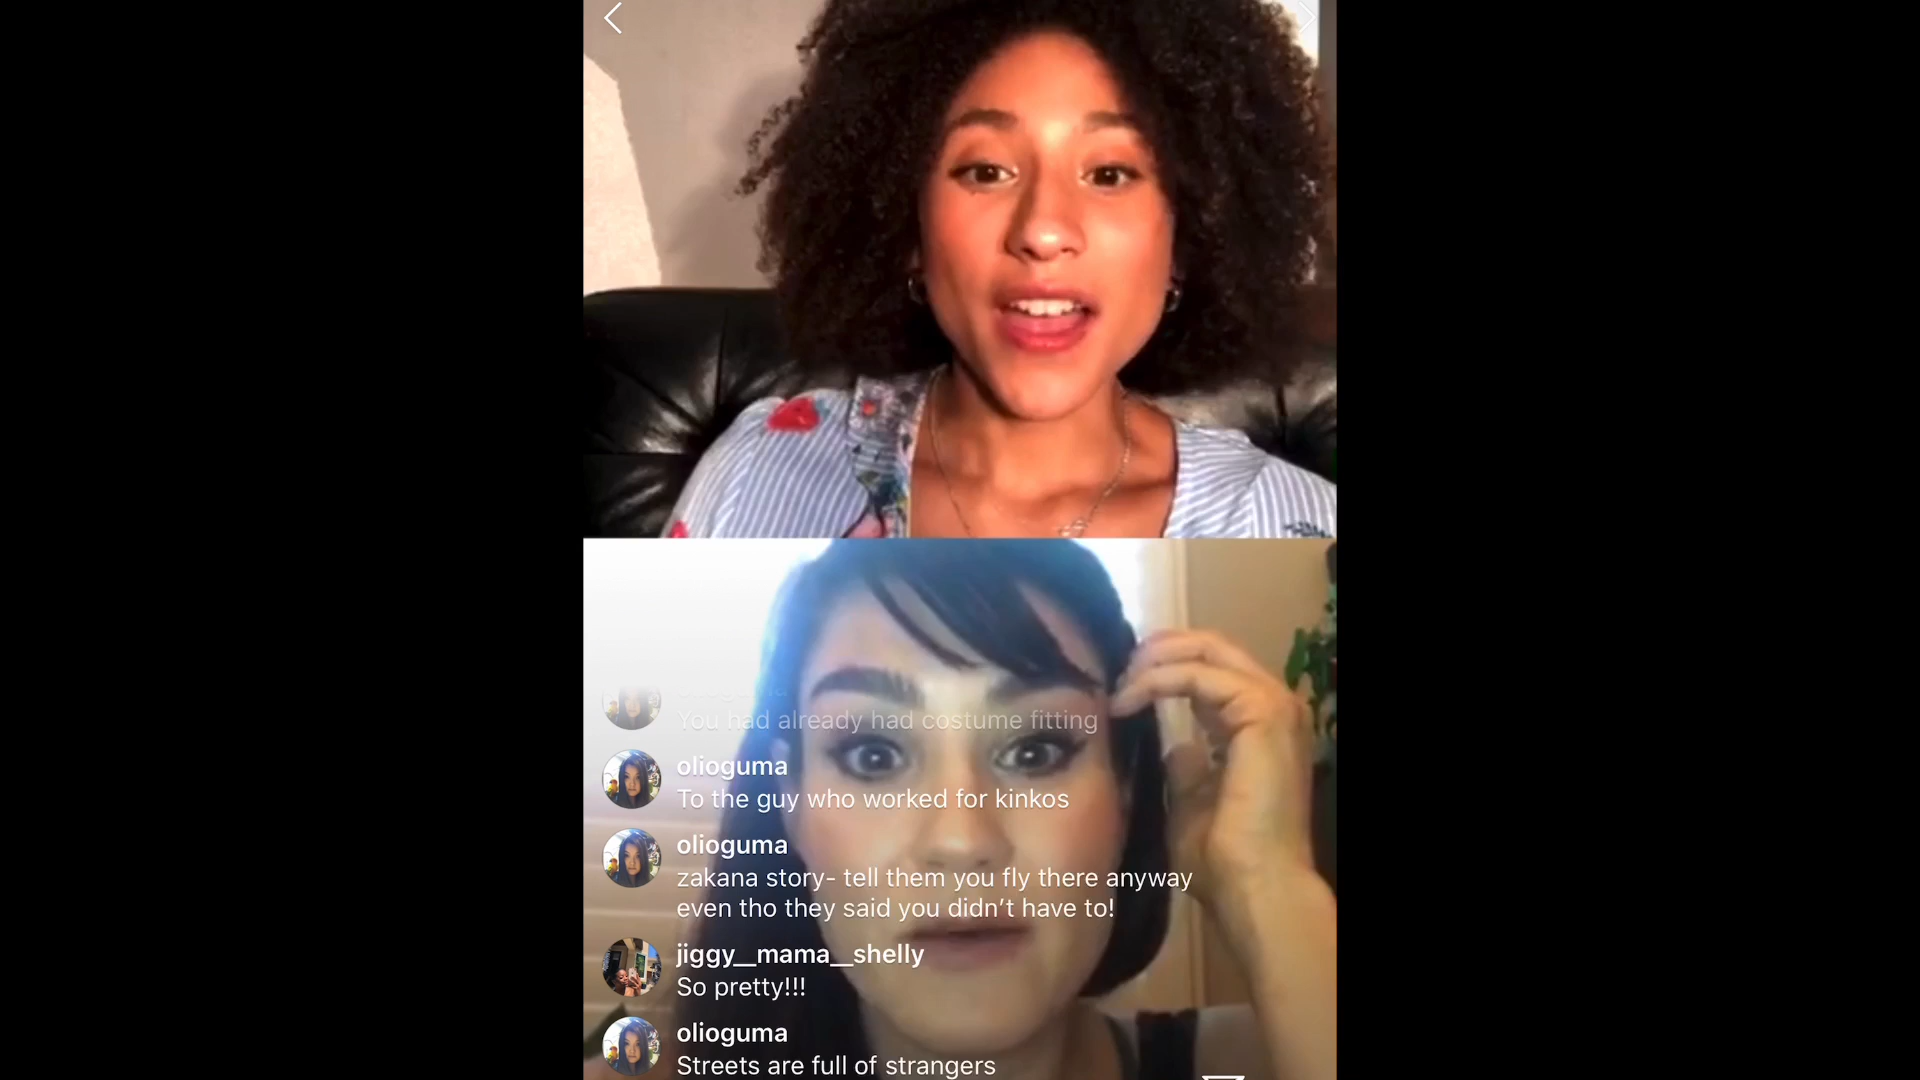 You had already had costume fitting
olioguma
To the guy who worked for kinkos
olioguma
zakana story- tell them you fly there anyway
even tho they said you didn’t have to!
jiggy__mama__shelly
So pretty!!!
olioguma
Streets are full of strangers